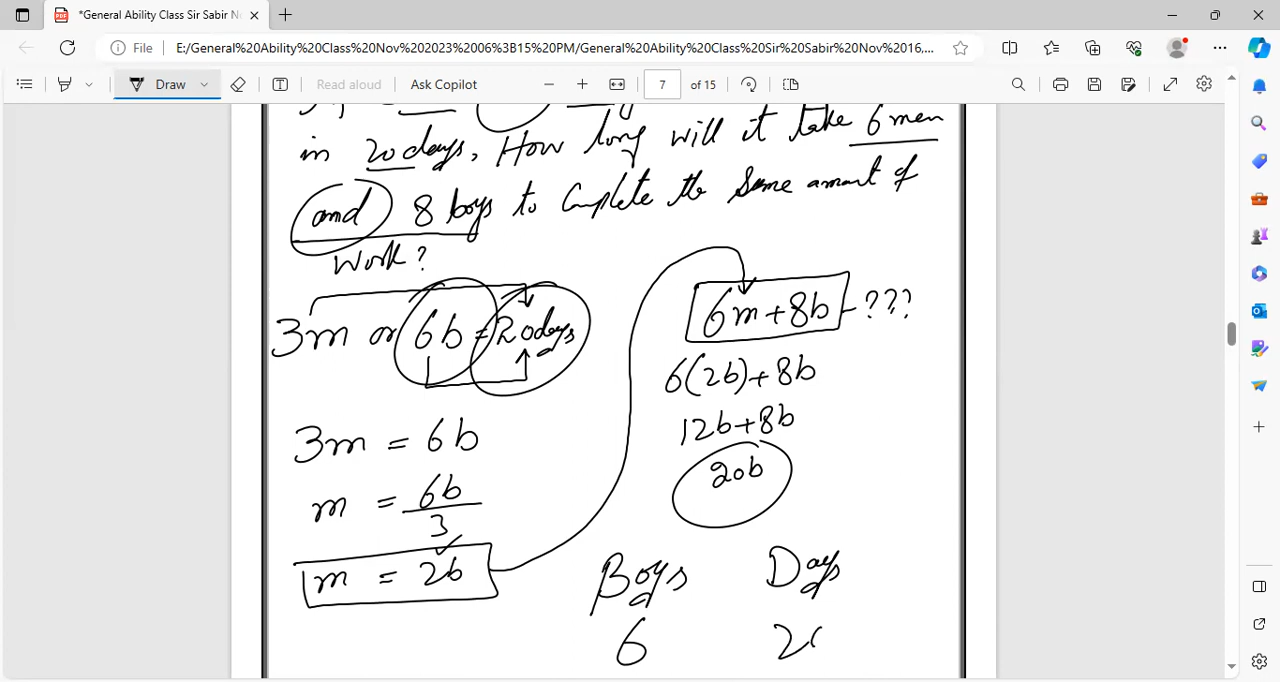 *General Ability Class Sir Sabir N
File
E:/General%20Ability%20Class%20Nov%202023%206%3B15%20PM/General%20Ability%20Class%20Sir%20Sabir%20Nov%2016,...
Draw
Read aloud
Ask Copilot
7
of 15
in 20 days, How long will it take 6 men
and 8 boys to Complete the Same amount of
Work?
3m or 6b = 20days
6m+8b - ???
6(2b)+8b
12b+8b
20b
3m = 6b
m = 6b
3
m = 2b
Boys Days
6 20